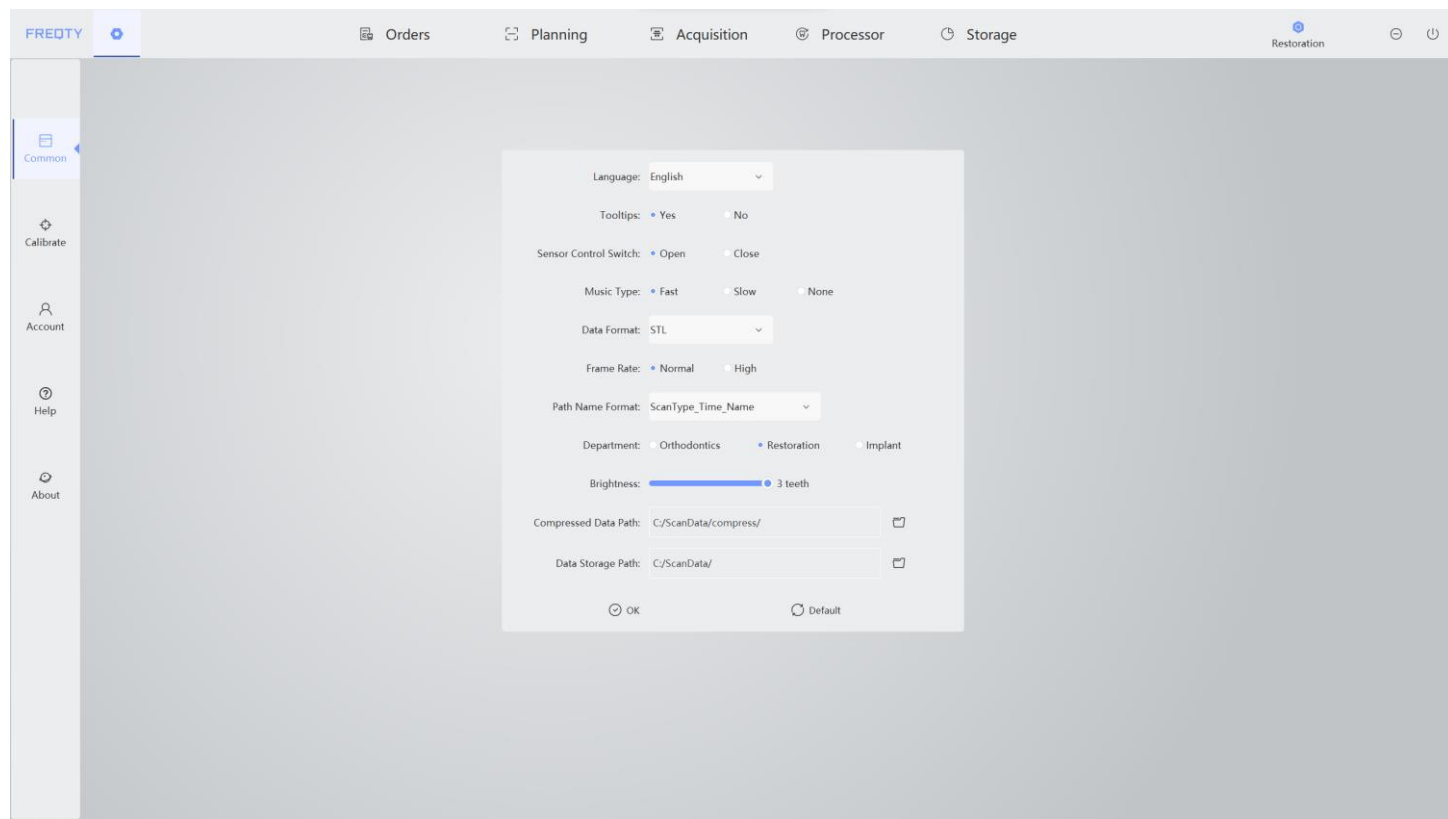 FREQTY
Orders
Planning
Acquisition
Processor
Storage
Restoration
Common
Calibrate
Account
Help
About
Language: English
Tooltips: Yes No
Sensor Control Switch: Open Close
Music Type: Fast Slow None
Data Format: STL
Frame Rate: Normal High
Path Name Format: ScanType_Time_Name
Department: Orthodontics Restoration Implant
Brightness: 3 teeth
Compressed Data Path: C:/ScanData/compress/
Data Storage Path: C:/ScanData/
OK Default